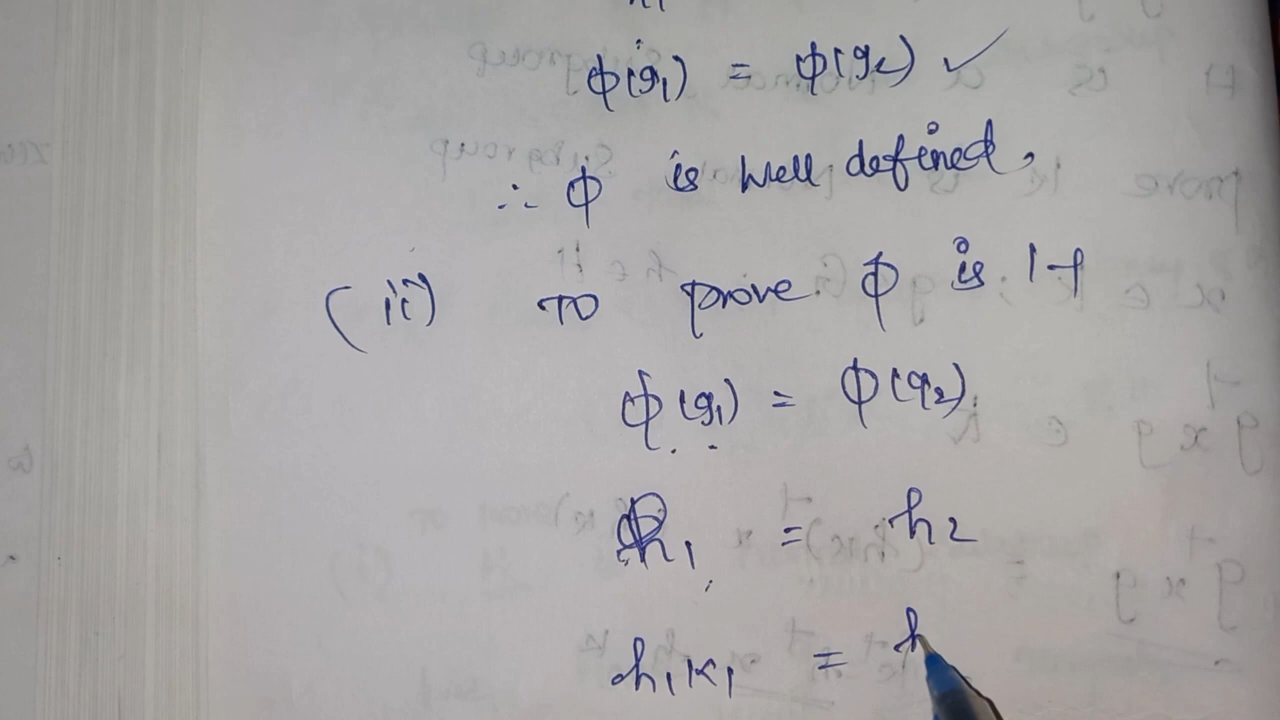 φ(g₁) = φ(g₂) ✓
∴ φ is well defined,
(ii) TO prove φ is 1-1
φ(g₁) = φ(g₂)
h₁ = h₂
h₁k₁ = h